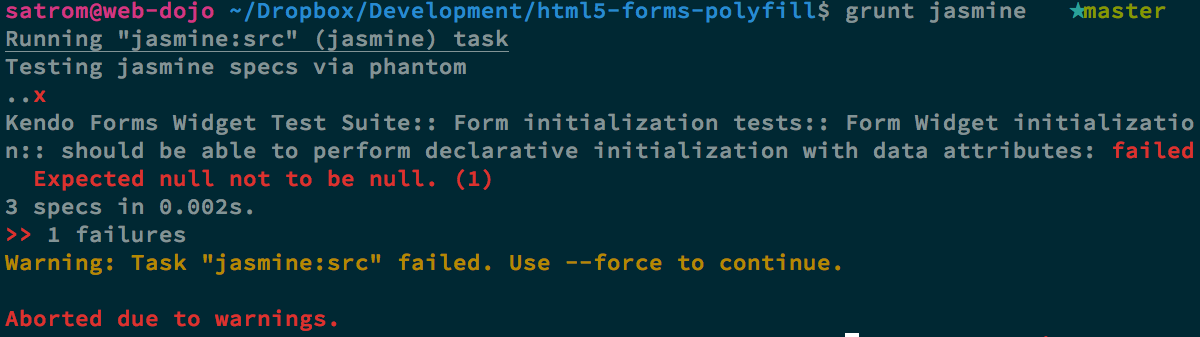 satrom@web-dojo ~/Dropbox/Development/html5-forms-polyfill$ grunt jasmine ★master
Running "jasmine:src" (jasmine) task
Testing jasmine specs via phantom
..x
Kendo Forms Widget Test Suite:: Form initialization tests:: Form Widget initializatio
n:: should be able to perform declarative initialization with data attributes: failed
Expected null not to be null. (1)
3 specs in 0.002s.
>> 1 failures
Warning: Task "jasmine:src" failed. Use --force to continue.
Aborted due to warnings.